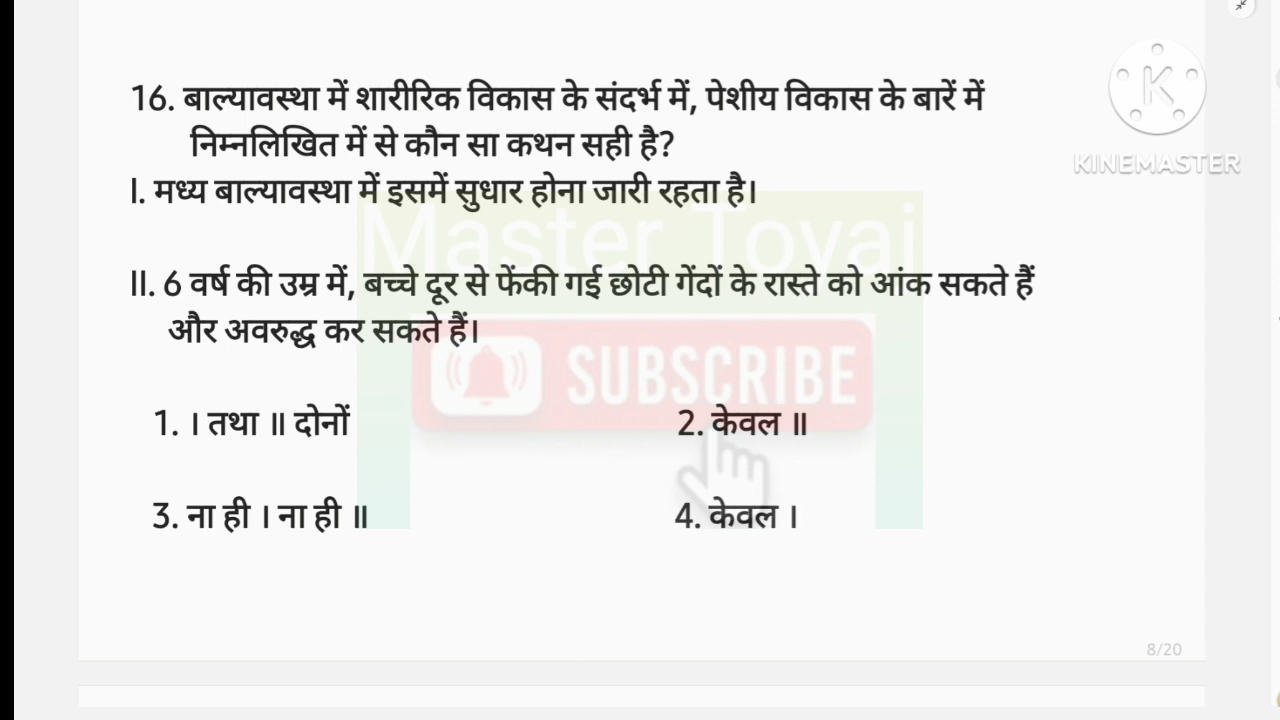 KINEMASTER
16. बाल्यावस्था में शारीरिक विकास के संदर्भ में, पेशीय विकास के बारें में
निम्नलिखित में से कौन सा कथन सही है?
I. मध्य बाल्यावस्था में इसमें सुधार होना जारी रहता है।
Master Tovai
II. 6 वर्ष की उम्र में, बच्चे दूर से फेंकी गई छोटी गेंदों के रास्ते को आंक सकते हैं
और अवरुद्ध कर सकते हैं।
SUBSCRIBE
1. । तथा ॥ दोनों
2. केवल ॥
3. ना ही । ना ही ॥
4. केवल ।
8/20